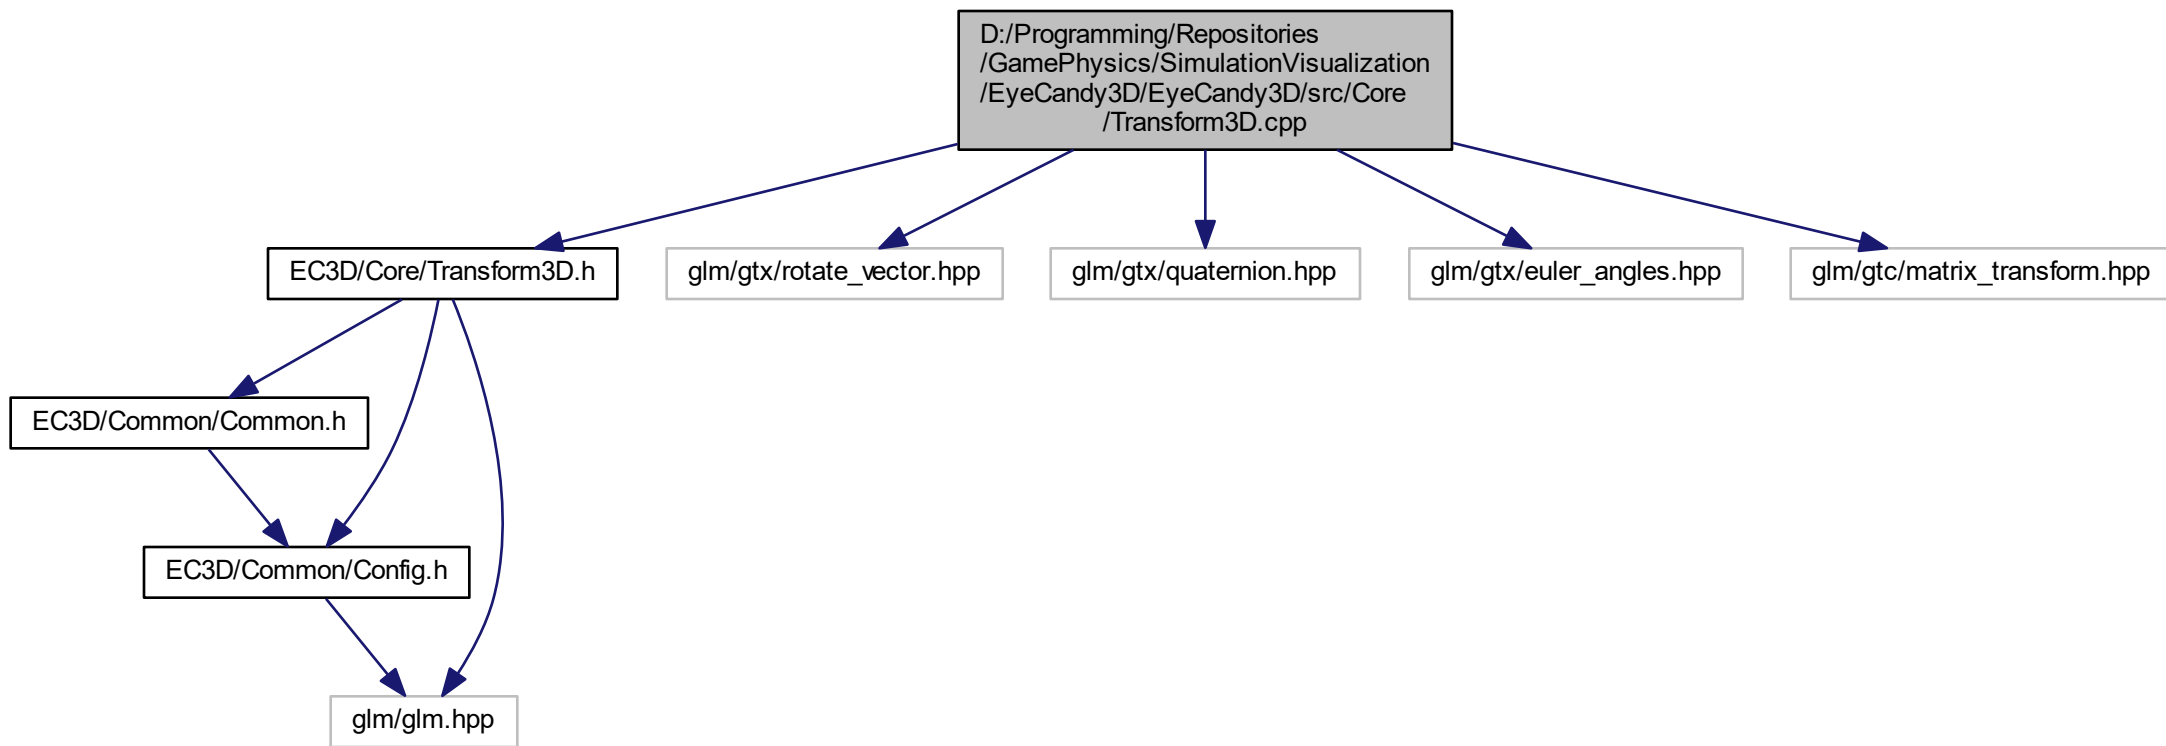 D:/Programming/Repositories
/GamePhysics/SimulationVisualization
/EyeCandy3D/EyeCandy3D/src/Core
/Transform3D.cpp
EC3D/Core/Transform3D.h
glm/gtx/rotate_vector.hpp
glm/gtx/quaternion.hpp
glm/gtx/euler_angles.hpp
glm/gtc/matrix_transform.hpp
EC3D/Common/Common.h
EC3D/Common/Config.h
glm/glm.hpp